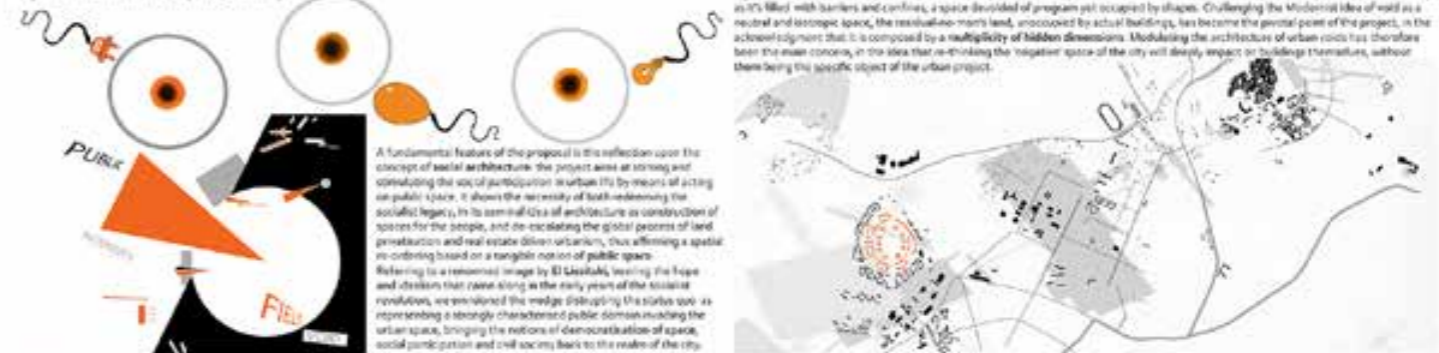 PUBLIC
FIELD
A fundamental feature of the proposal is the reflection upon the
concept of social architecture: the project aims at stirring and
stimulating the social participation in urban life by means of acting
on public space. It shows the necessity of both redeeming the
socialist legacy, in its seminal idea of architecture as construction of
spaces for the people, and de-escalating the global process of land
privatisation and real estate driven urbanism, thus affirming a spatial
re-ordering based on a tangible notion of public space.
Referring to a renowned image by El Lissitzki, bearing the hope
and idealism that came along in the early years of the socialist
revolution, we envisioned the wedge disrupting the status quo as
representing a strongly characterised public domain invading the
urban space, bringing the notions of democratisation of space,
social participation and civil society back to the realm of the city.
as it's filled with barriers and confines, a space devoided of program yet occupied by shapes. Challenging the Modernist idea of void as a
neutral and isotropic space, the residual no-man's land, unoccupied by actual buildings, has become the pivotal point of the project, in the
acknowledgment that it is composed by a multiplicity of hidden dimensions. Modulating the architecture of urban voids has therefore
been the main concern, in the idea that re-thinking the 'negative' space of the city will deeply impact on buildings themselves, without
them being the specific object of the urban project.